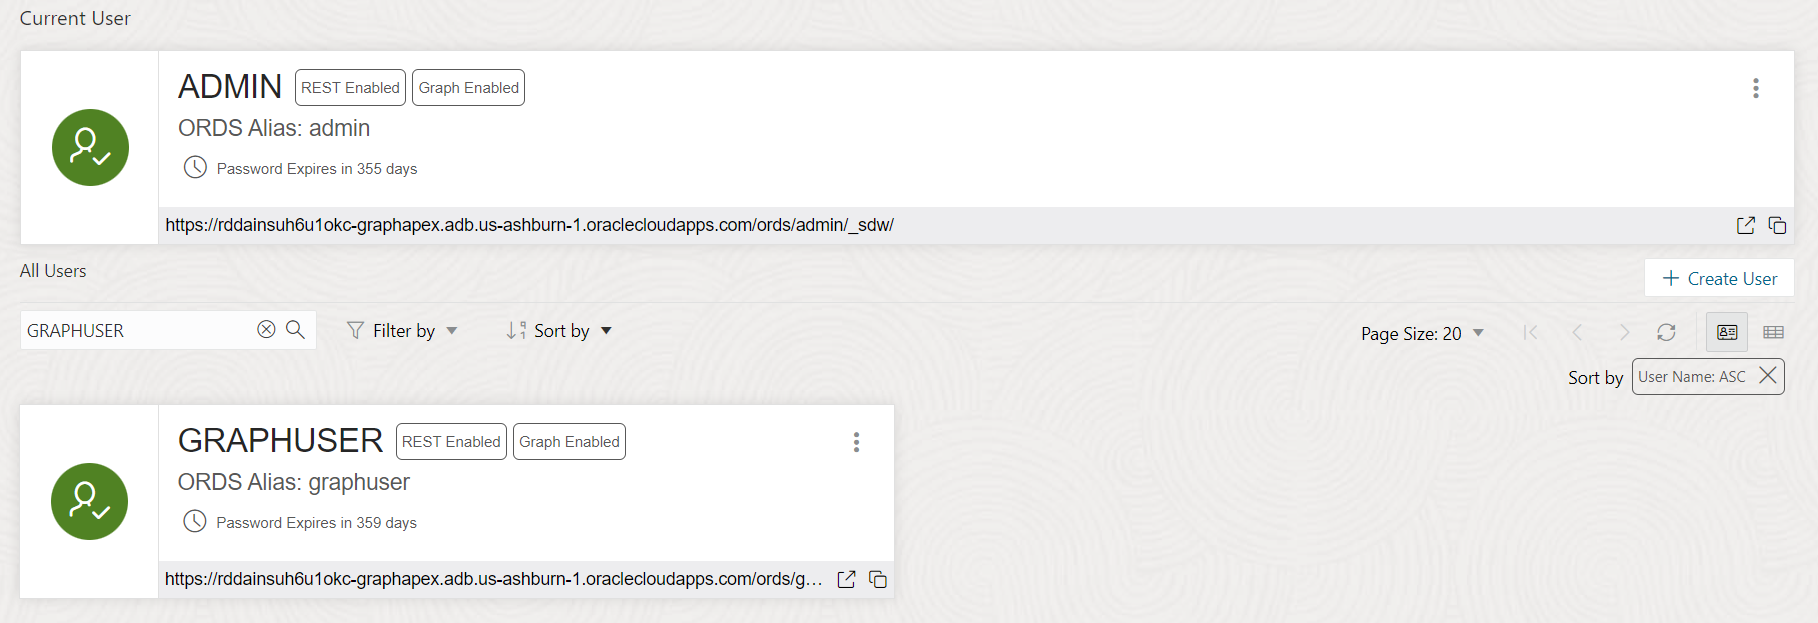 Current User
ADMIN REST Enabled Graph Enabled
ORDS Alias: admin
Password Expires in 355 days
https://rddainsuh6u1okc-graphapex.adb.us-ashburn-1.oraclecloudapps.com/ords/admin/_sdw/
All Users
Create User
GRAPHUSER Filter by Sort by Page Size: 20
Sort by User Name: ASC
GRAPHUSER REST Enabled Graph Enabled
ORDS Alias: graphuser
Password Expires in 359 days
https://rddainsuh6u1okc-graphapex.adb.us-ashburn-1.oraclecloudapps.com/ords/g...